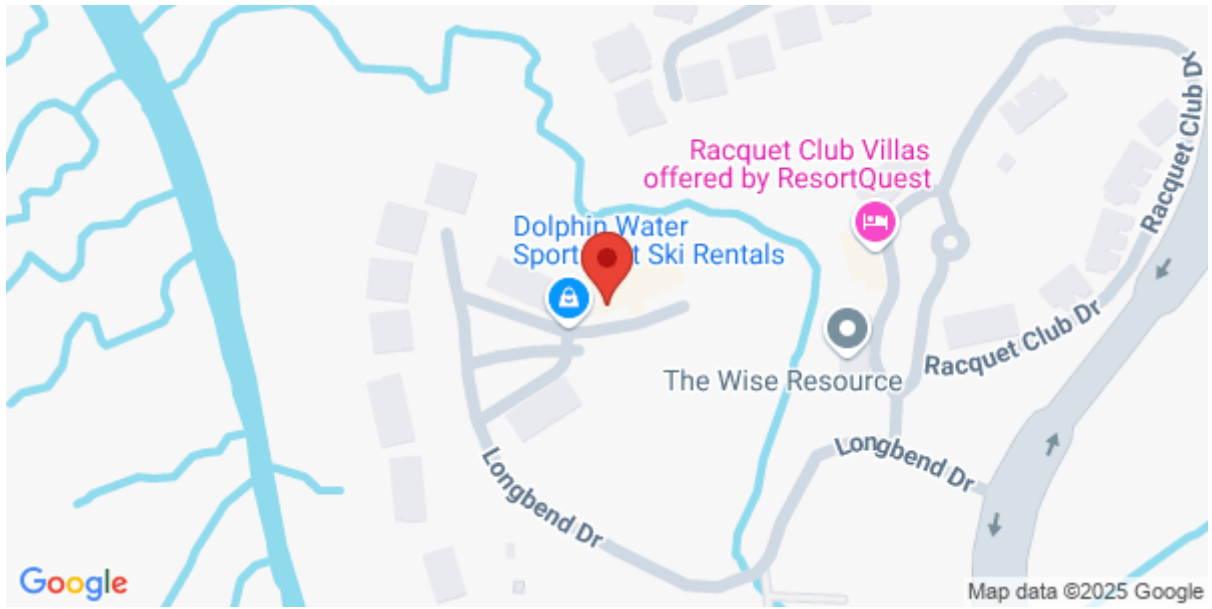 Racquet Club Dr
Racquet Club Villas
offered by ResortQuest
Dolphin Water
Ski Rentals
Racquet Club Dr
The Wise Resource
Longbend Dr
Longbend Dr
Google
Map data ©2025 Google